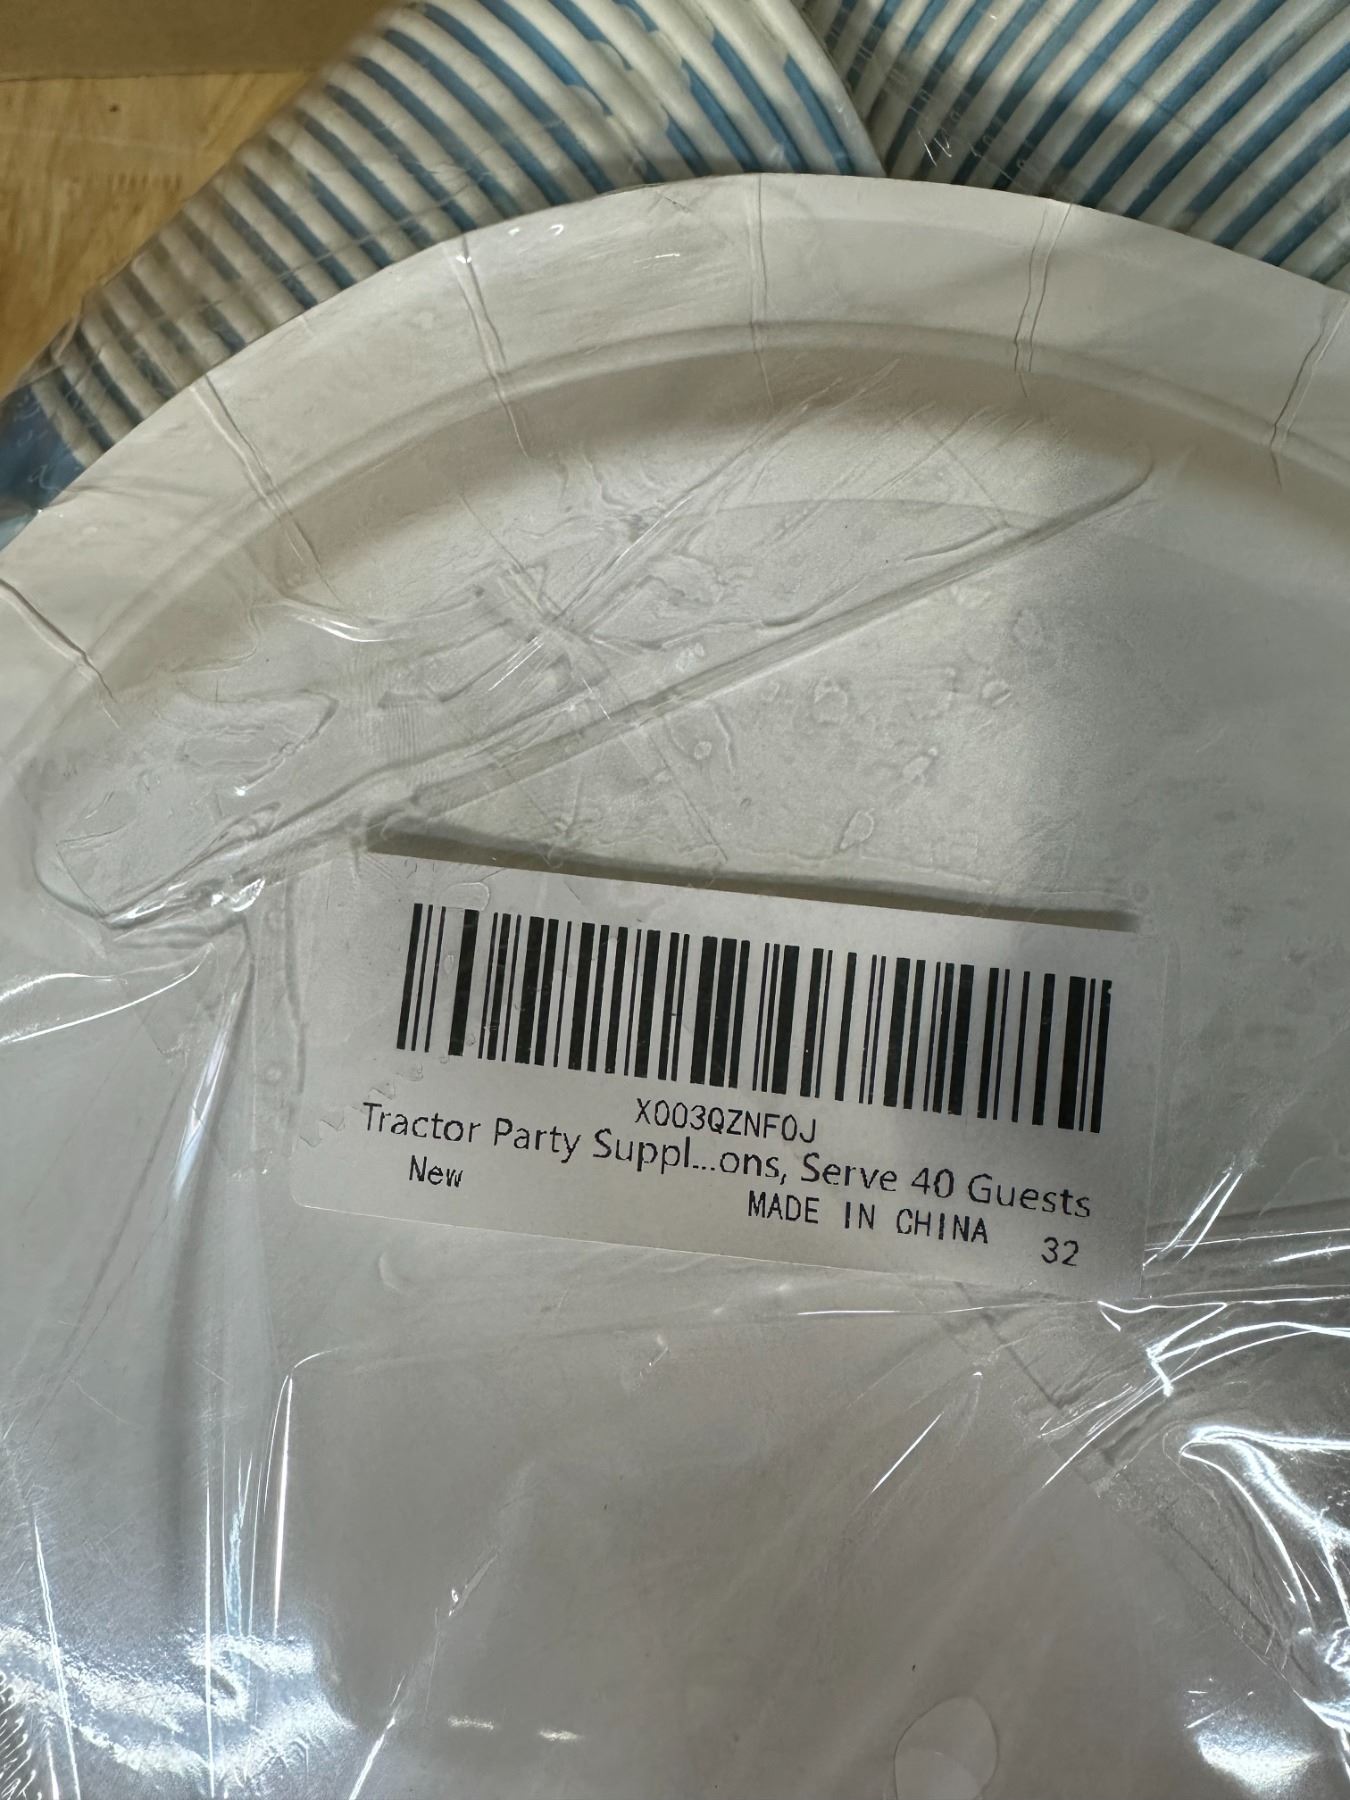 X003QZNF0J
Tractor Party Suppl...ons, Serve 40 Guests
New
MADE IN CHINA
32